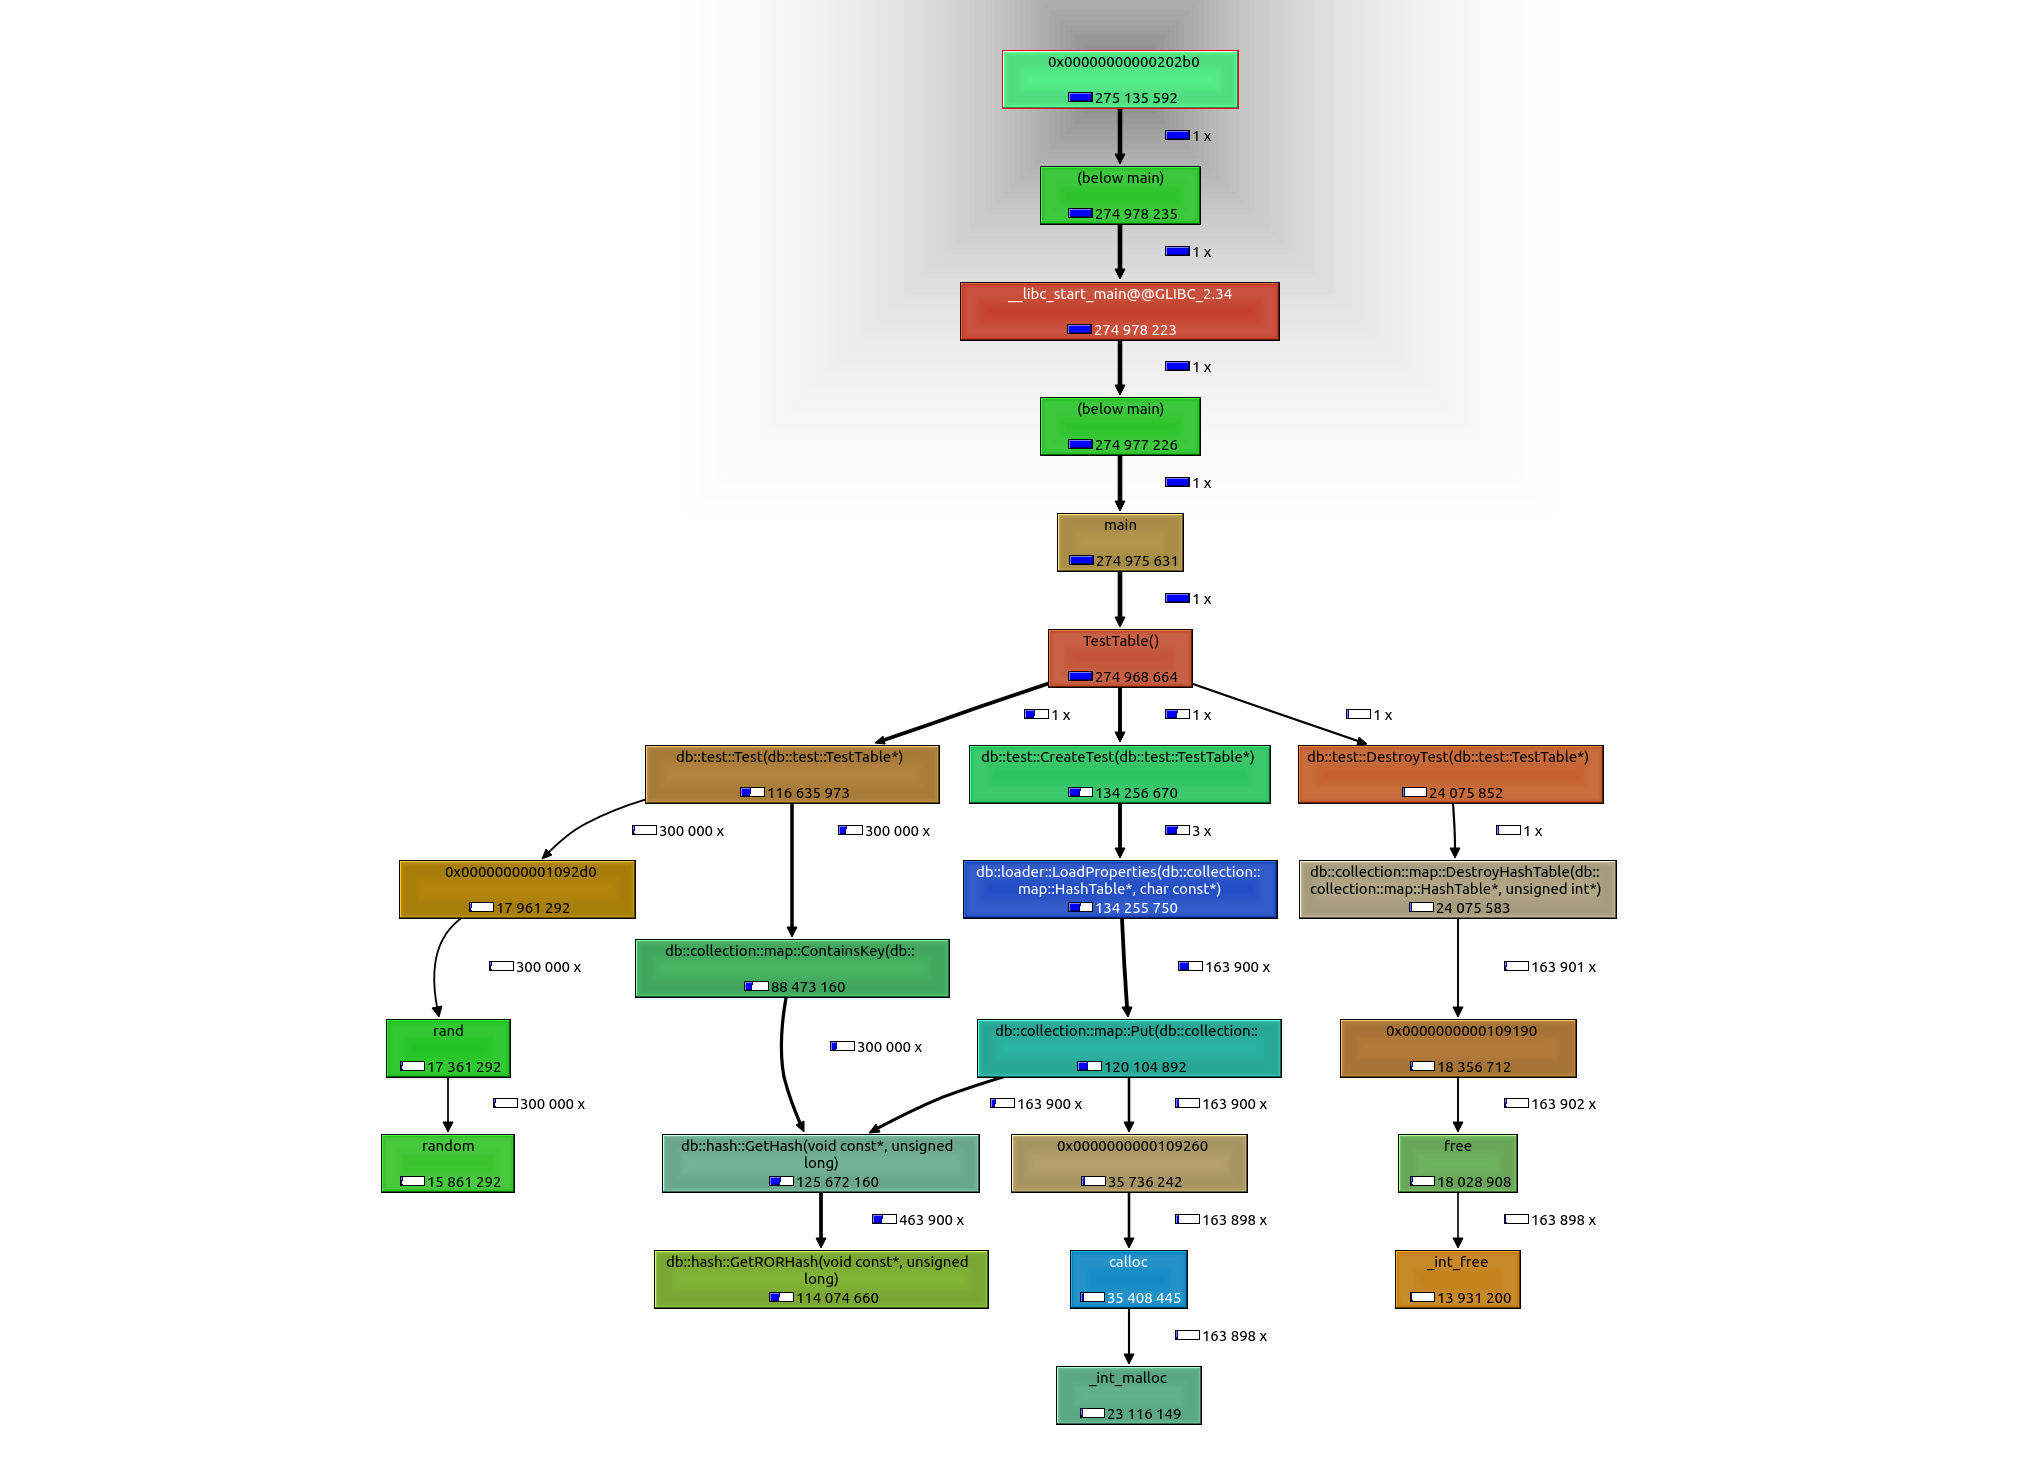 0x00000000000202b0
275 135 592
1 x
(below main)
274 978 235
1 x
__libc_start_main@@GLIBC_2.34
274 978 223
1 x
(below main)
274 977 226
1 x
main
274 975 631
1 x
TestTable()
274 968 664
1 x
1 x
1 x
db::test::Test(db::test::TestTable*)
116 635 973
db::test::CreateTest(db::test::TestTable*)
134 256 670
db::test::DestroyTest(db::test::TestTable*)
24 075 852
300 000 x
300 000 x
3 x
1 x
0x00000000001092d0
17 961 292
db::loader::LoadProperties(db::collection::
map::HashTable*, char const*)
134 255 750
db::collection::map::DestroyHashTable(db::
collection::map::HashTable*, unsigned int*)
24 075 583
db::collection::map::ContainsKey(db::
88 473 160
300 000 x
163 900 x
163 901 x
rand
17 361 292
300 000 x
db::collection::map::Put(db::collection::
120 104 892
0x0000000000109190
18 356 712
300 000 x
163 900 x
163 900 x
163 902 x
random
15 861 292
db::hash::GetHash(void const*, unsigned
long)
125 672 160
0x0000000000109260
35 736 242
free
18 028 908
463 900 x
163 898 x
163 898 x
db::hash::GetRORHash(void const*, unsigned
long)
114 074 660
calloc
35 408 445
_int_free
13 931 200
163 898 x
_int_malloc
23 116 149